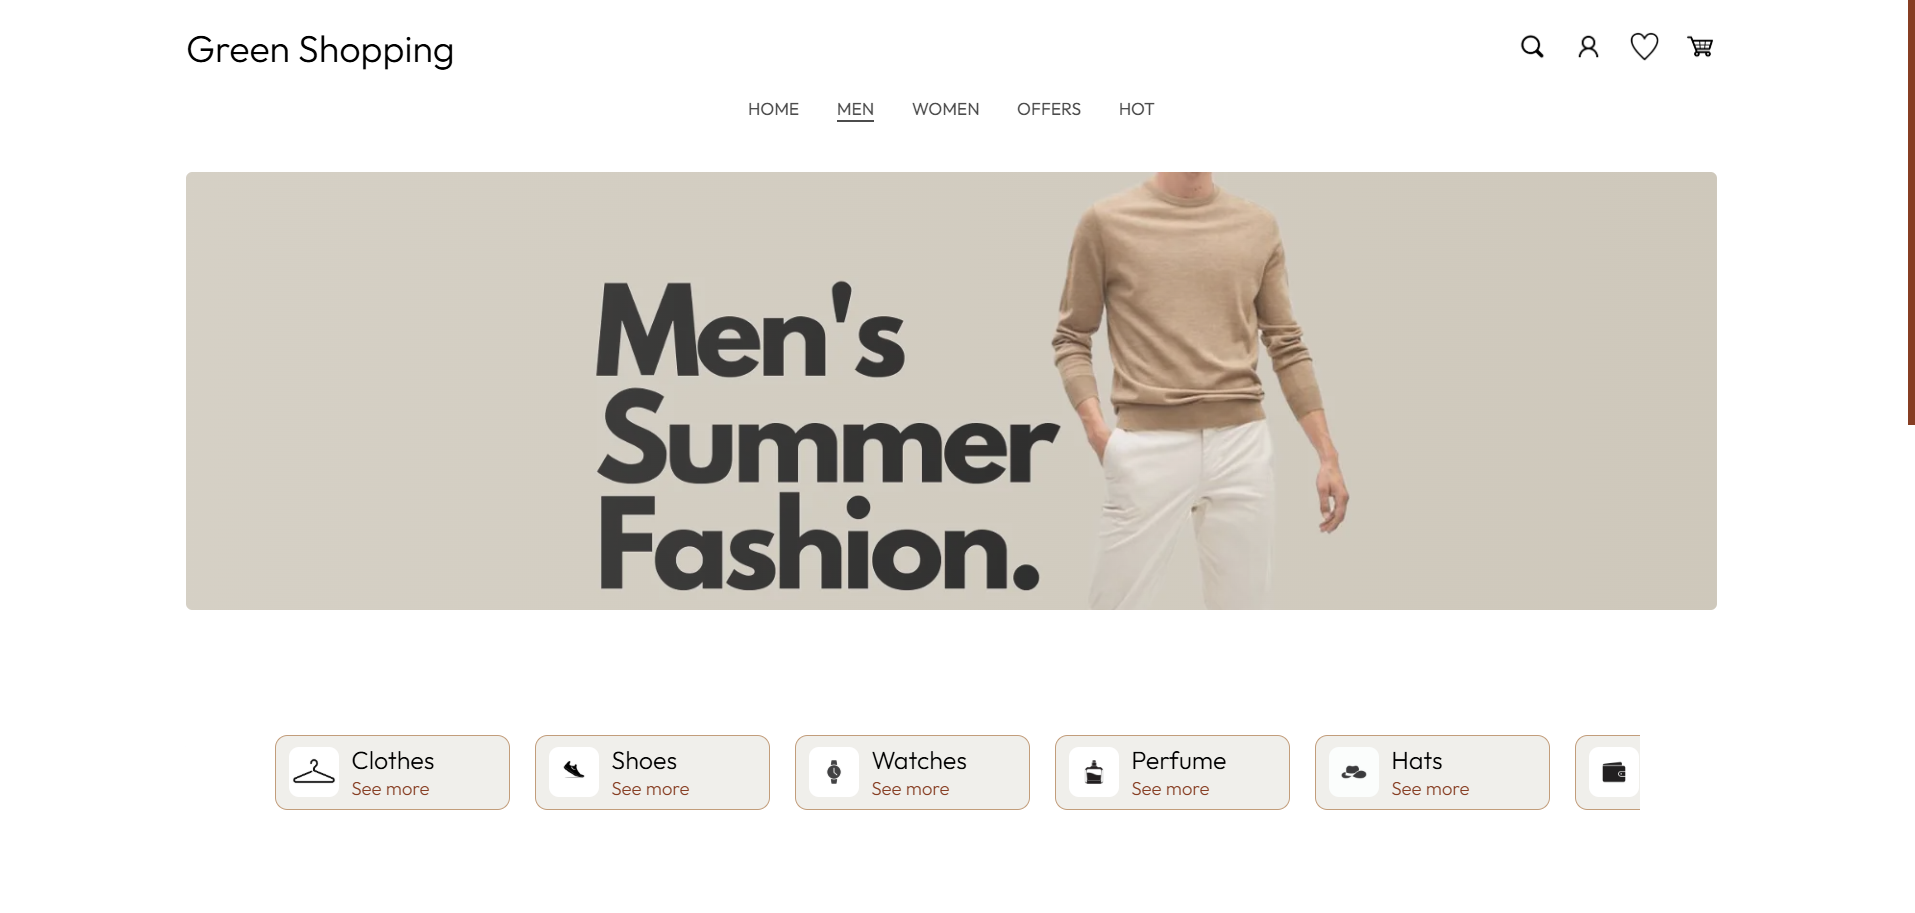 Green Shopping
HOME MEN WOMEN OFFERS HOT
Men's
Summer
Fashion.
Clothes
See more
Shoes
See more
Watches
See more
Perfume
See more
Hats
See more